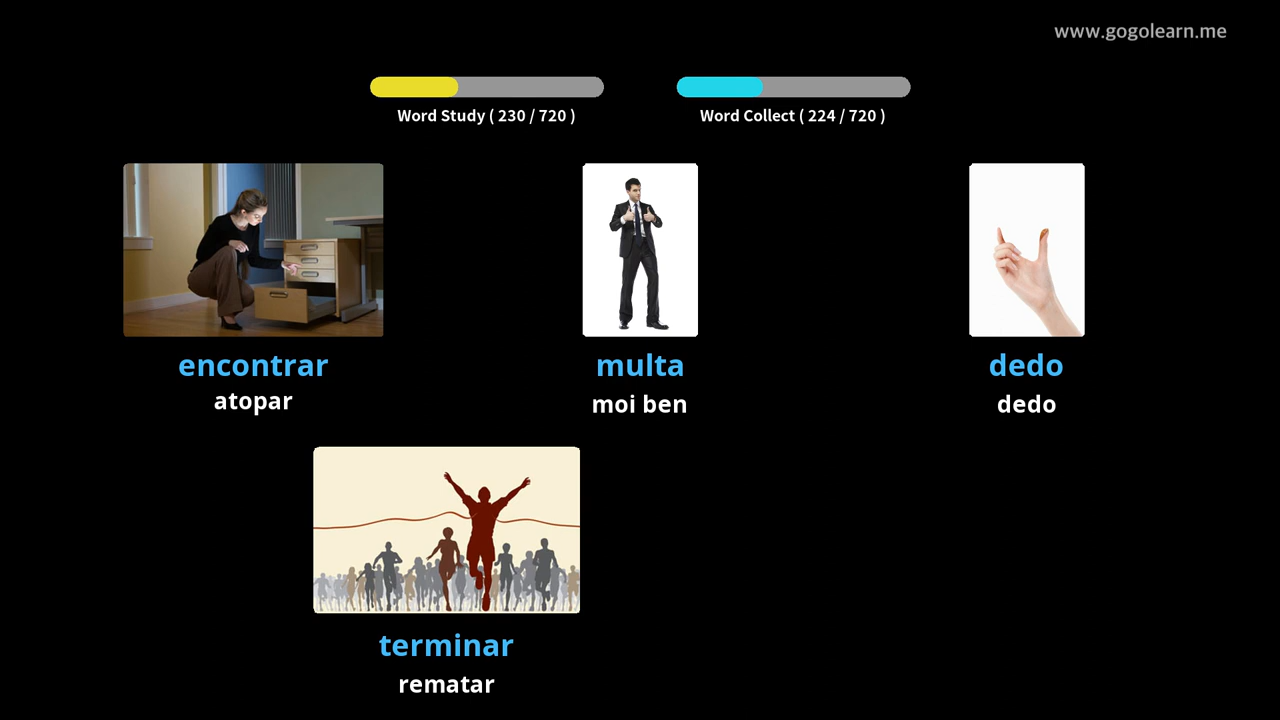 www.gogolearn.me
Word Study ( 230 / 720 )
Word Collect ( 224 / 720 )
encontrar
atopar
multa
moi ben
dedo
dedo
terminar
rematar